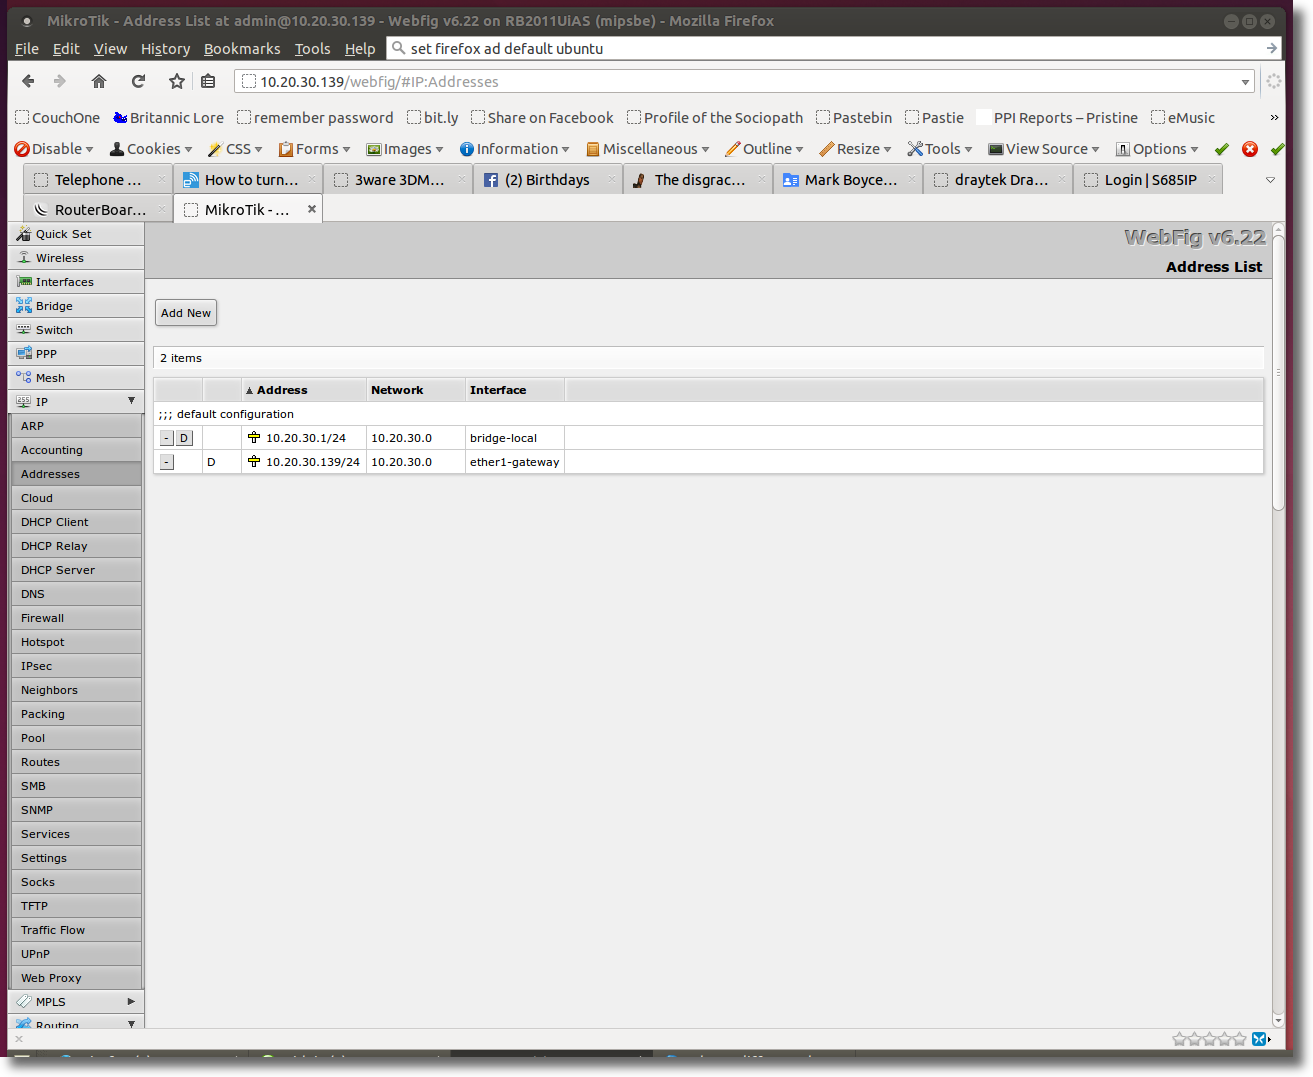 MikroTik - Address List at admin@10.20.30.139 - Webfig v6.22 on RB2011UiAS (mipsbe) - Mozilla Firefox
File Edit View History Bookmarks Tools Help set firefox ad default ubuntu
10.20.30.139/webfig/#IP:Addresses
CouchOne Britannic Lore remember password bit.ly Share on Facebook Profile of the Sociopath Pastebin Pastie PPI Reports – Pristine eMusic »
Disable Cookies CSS Forms Images Information Miscellaneous Outline Resize Tools View Source Options
Telephone ... How to turn... 3ware 3DM... (2) Birthdays The disgrac... Mark Boyce... draytek Dra... Login | S685IP
RouterBoar... MikroTik - ...
WebFig v6.22
Address List
Quick Set
Wireless
Interfaces
Bridge
Switch
PPP
Mesh
IP
ARP
Accounting
Addresses
Cloud
DHCP Client
DHCP Relay
DHCP Server
DNS
Firewall
Hotspot
IPsec
Neighbors
Packing
Pool
Routes
SMB
SNMP
Services
Settings
Socks
TFTP
Traffic Flow
UPnP
Web Proxy
MPLS
Routing
Add New
2 items
Address Network Interface
;;; default configuration
- D 10.20.30.1/24 10.20.30.0 bridge-local
- D 10.20.30.139/24 10.20.30.0 ether1-gateway